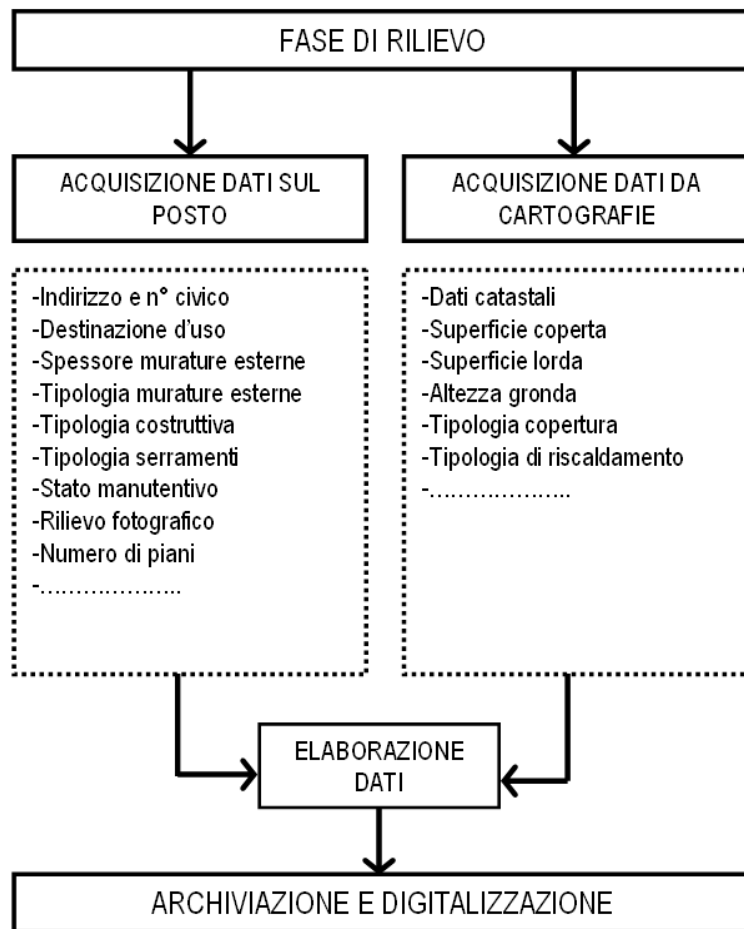 FASE DI RILIEVO
ACQUISIZIONE DATI SUL
POSTO
ACQUISIZIONE DATI DA
CARTOGRAFIE
-Indirizzo e n° civico
-Destinazione d'uso
-Spessore murature esterne
-Tipologia murature esterne
-Tipologia costruttiva
-Tipologia serramenti
-Stato manutentivo
-Rilievo fotografico
-Numero di piani
-.....................
-Dati catastali
-Superficie coperta
-Superficie lorda
-Altezza gronda
-Tipologia copertura
-Tipologia di riscaldamento
-.....................
ELABORAZIONE
DATI
ARCHIVIAZIONE E DIGITALIZZAZIONE